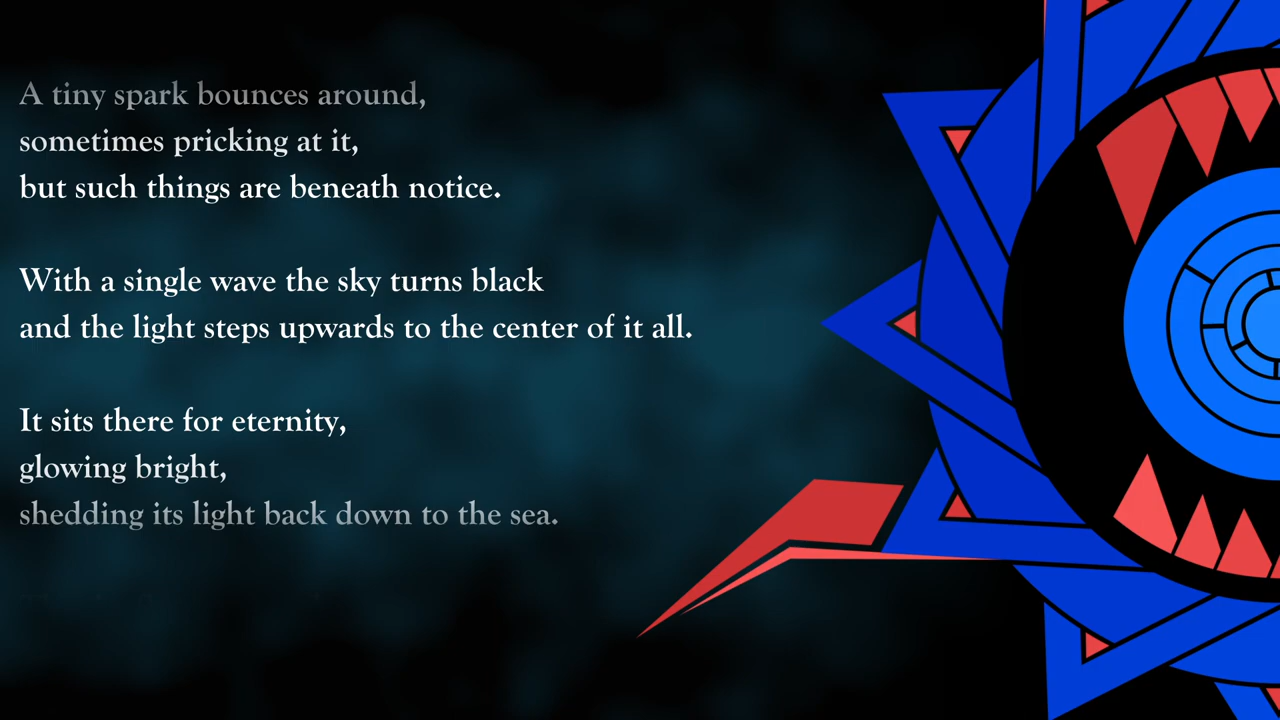 A tiny spark bounces around,
sometimes pricking at it,
but such things are beneath notice.
With a single wave the sky turns black
and the light steps upwards to the center of it all.
It sits there for eternity,
glowing bright,
shedding its light back down to the sea.